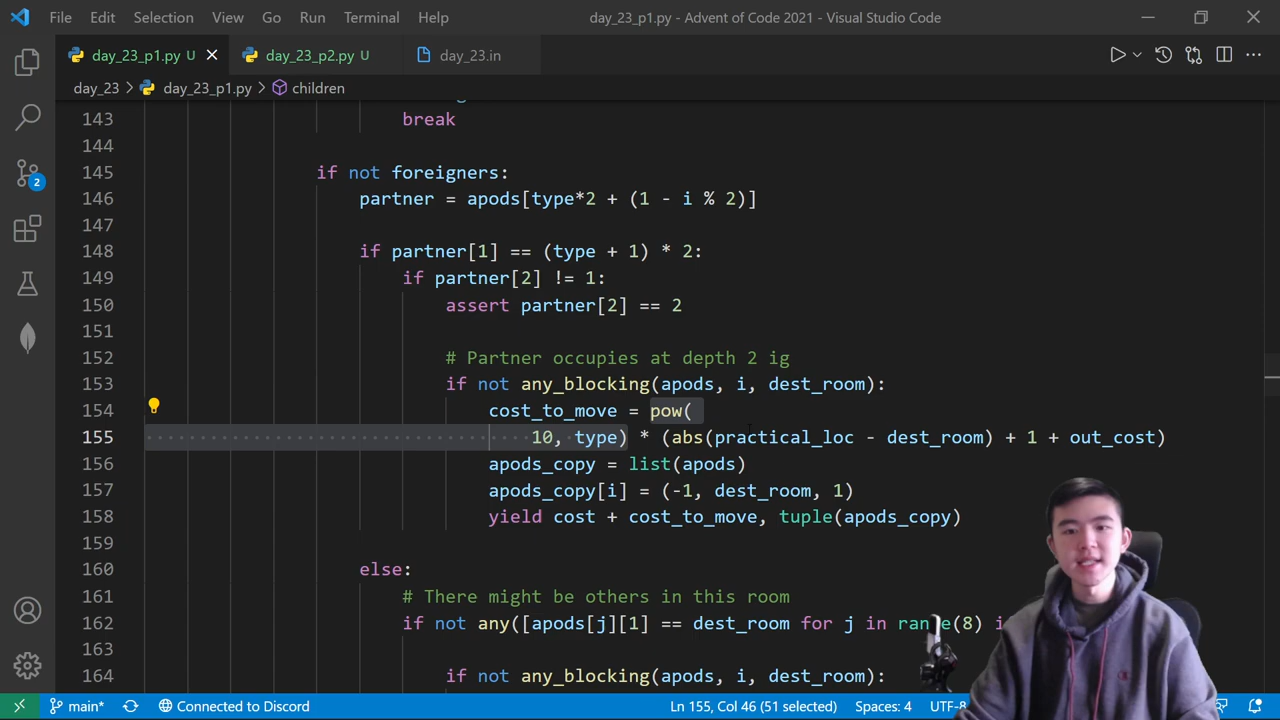 File Edit Selection View Go Run Terminal Help day_23_p1.py - Advent of Code 2021 - Visual Studio Code
day_23_p1.py U day_23_p2.py U day_23.in
day_23 > day_23_p1.py > children
143 break
144
145 if not foreigners:
146 partner = apods[type*2 + (1 - i % 2)]
147
148 if partner[1] == (type + 1) * 2:
149 if partner[2] != 1:
150 assert partner[2] == 2
151
152 # Partner occupies at depth 2 ig
153 if not any_blocking(apods, i, dest_room):
154 cost_to_move = pow(
155 10, type) * (abs(practical_loc - dest_room) + 1 + out_cost)
156 apods_copy = list(apods)
157 apods_copy[i] = (-1, dest_room, 1)
158 yield cost + cost_to_move, tuple(apods_copy)
159
160 else:
161 # There might be others in this room
162 if not any([apods[j][1] == dest_room for j in range(8) i
163
164 if not any_blocking(apods, i, dest_room):
2
main* Connected to Discord Ln 155, Col 46 (51 selected) Spaces: 4 UTF-8